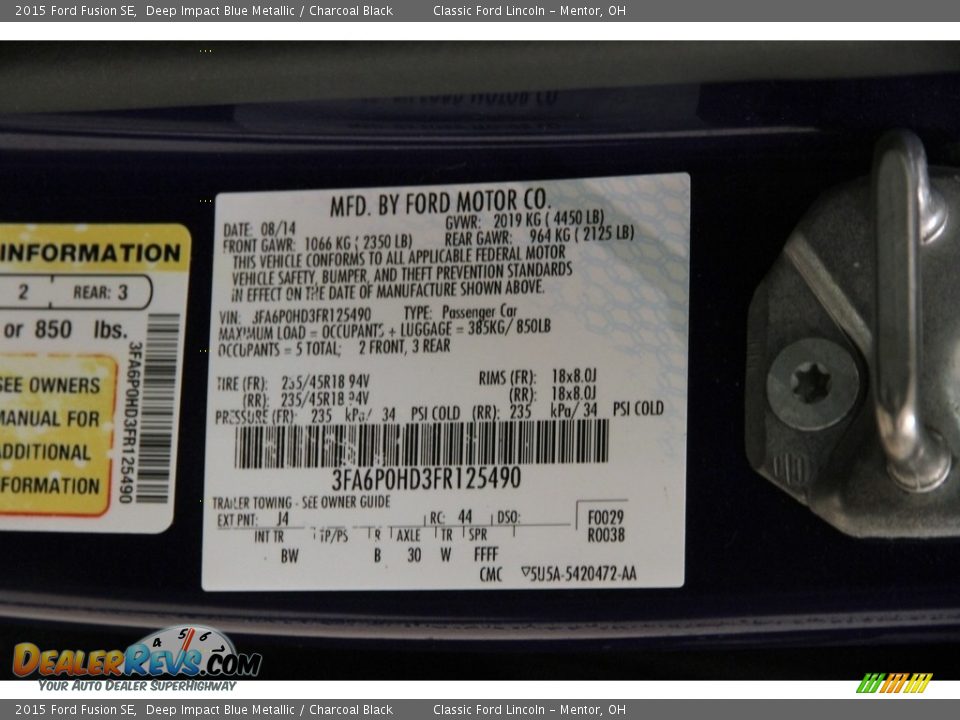 2015 Ford Fusion SE, Deep Impact Blue Metallic / Charcoal Black Classic Ford Lincoln - Mentor, OH
INFORMATION
2 REAR: 3
or 850 lbs.
SEE OWNERS
MANUAL FOR
ADDITIONAL
FORMATION
3FA6P0HD3FR125490
MFD. BY FORD MOTOR CO.
DATE: 08/14 GVWR: 2019 KG ( 4450 LB)
FRONT GAWR: 1066 KG ( 2350 LB) REAR GAWR: 964 KG ( 2125 LB)
THIS VEHICLE CONFORMS TO ALL APPLICABLE FEDERAL MOTOR
VEHICLE SAFETY, BUMPER, AND THEFT PREVENTION STANDARDS
IN EFFECT ON THE DATE OF MANUFACTURE SHOWN ABOVE.
VIN: 3FA6P0HD3FR125490 TYPE: Passenger Car
MAXIMUM LOAD = OCCUPANTS + LUGGAGE = 385KG/ 850LB
OCCUPANTS = 5 TOTAL; 2 FRONT, 3 REAR
TIRE (FR): 235/45R18 94V RIMS (FR): 18x8.0J
(RR): 235/45R18 94V (RR): 18x8.0J
PRESSURE (FR): 235 kPa/ 34 PSI COLD (RR): 235 kPa/ 34 PSI COLD
3FA6P0HD3FR125490
TRAILER TOWING - SEE OWNER GUIDE
EXT PNT: J4 RC: 44 DSO: F0029
INT TR TP/PS R AXLE TR SPR R0038
BW B 30 W FFFF
CMC ▽5U5A-5420472-AA
DEALERREVS.COM
4 5 6
YOUR AUTO DEALER SUPERHIGHWAY
2015 Ford Fusion SE, Deep Impact Blue Metallic / Charcoal Black Classic Ford Lincoln - Mentor, OH